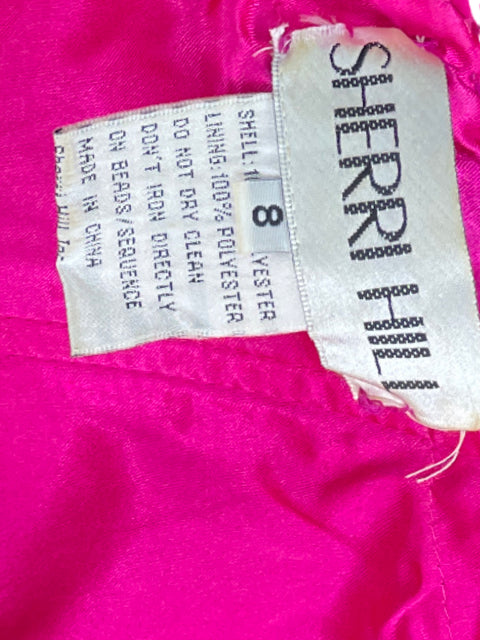 SHERRI HILL
8
SHELL: 1 YESTER
LINING:100% POLYESTER
DO NOT DRY CLEAN
DON'T IRON DIRECTLY
ON BEADS/SEQUENCE
MADE IN CHINA